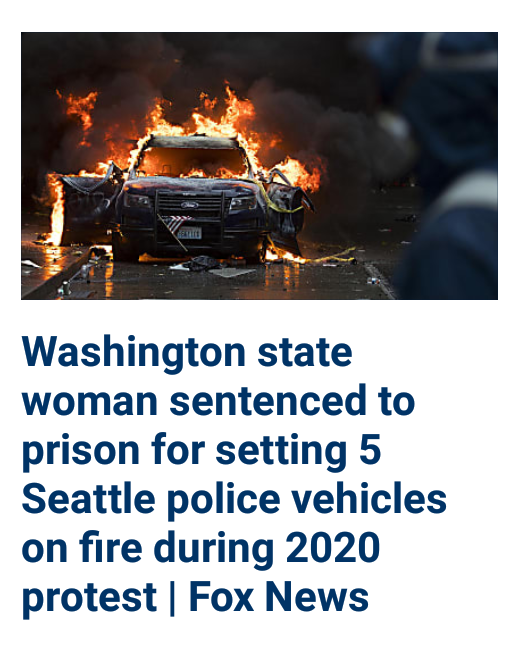 Washington state
woman sentenced to
prison for setting 5
Seattle police vehicles
on fire during 2020
protest | Fox News